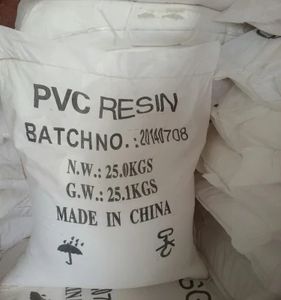 PVC RESIN
BATCHNO.:20140708
N.W.: 25.0KGS
G.W.: 25.1KGS
MADE IN CHINA